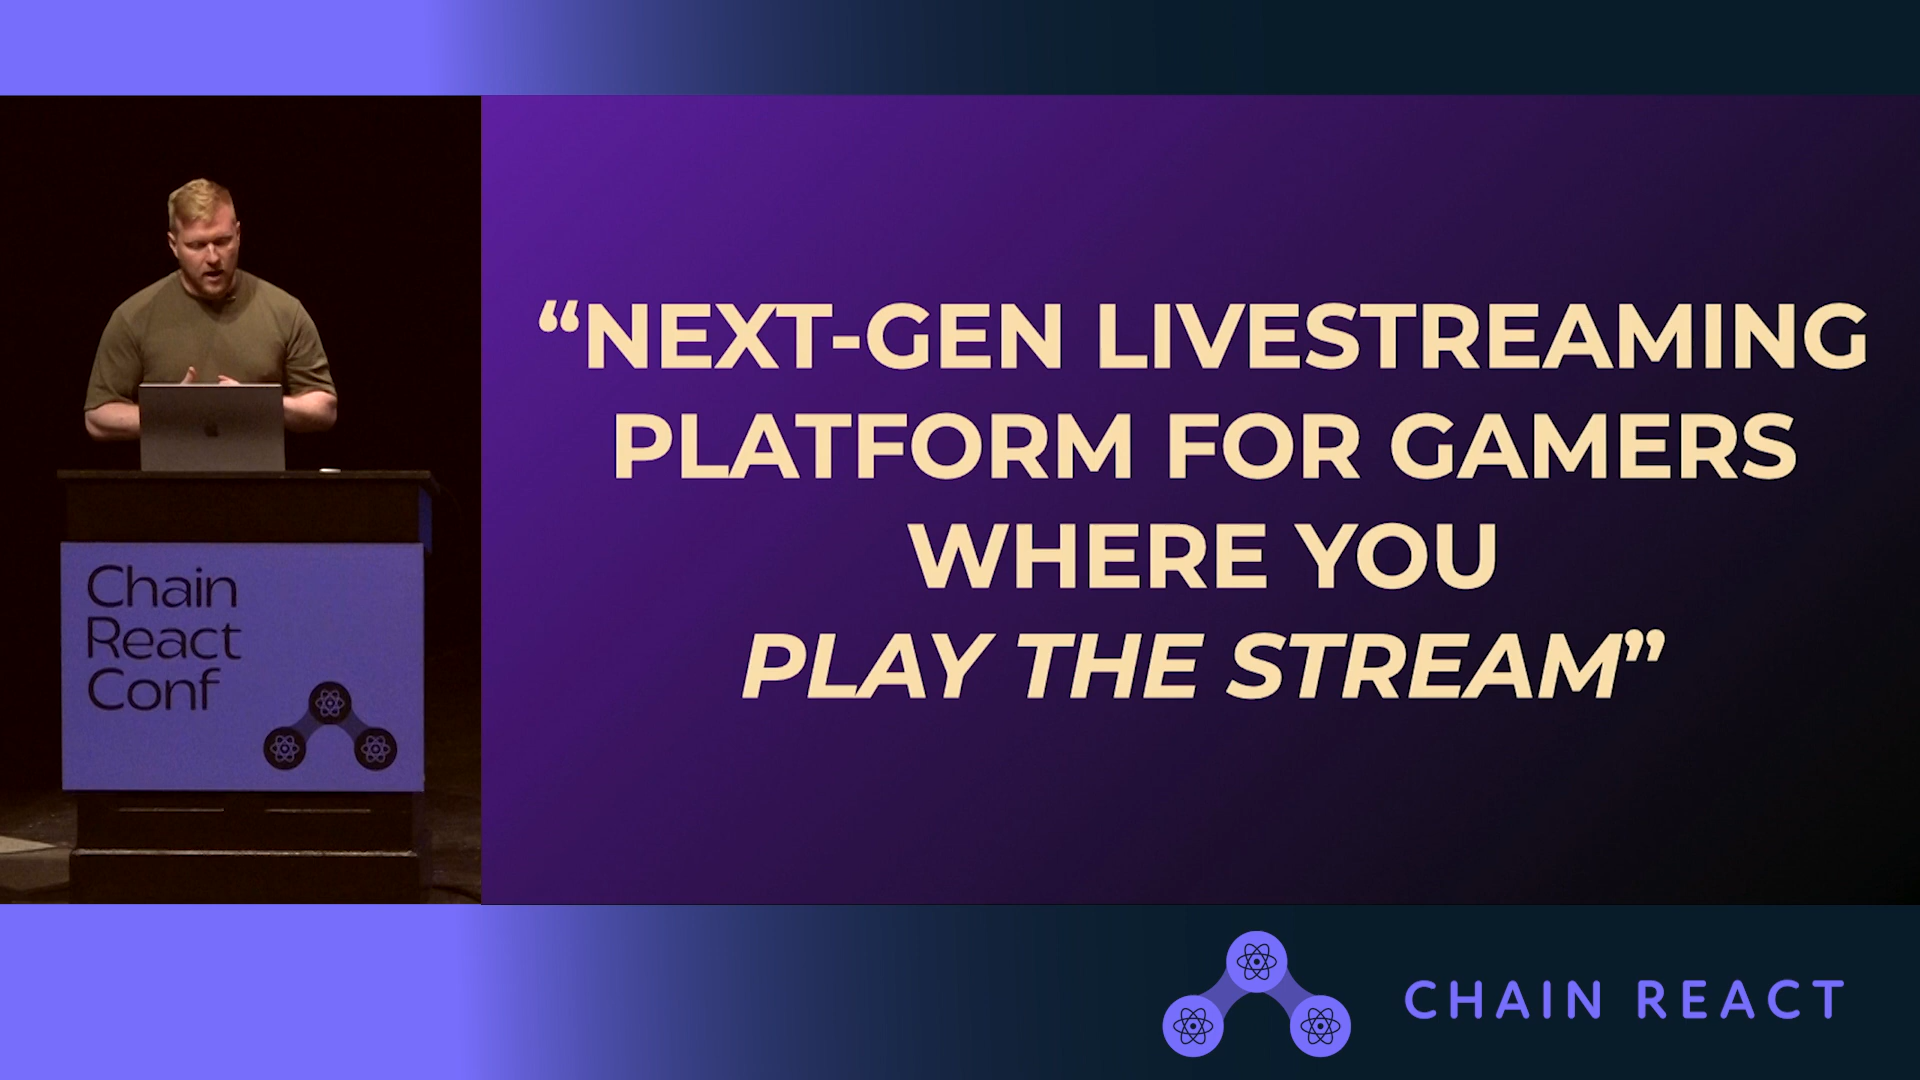 Chain
React
Conf
“NEXT-GEN LIVESTREAMING
PLATFORM FOR GAMERS
WHERE YOU
PLAY THE STREAM”
CHAIN REACT